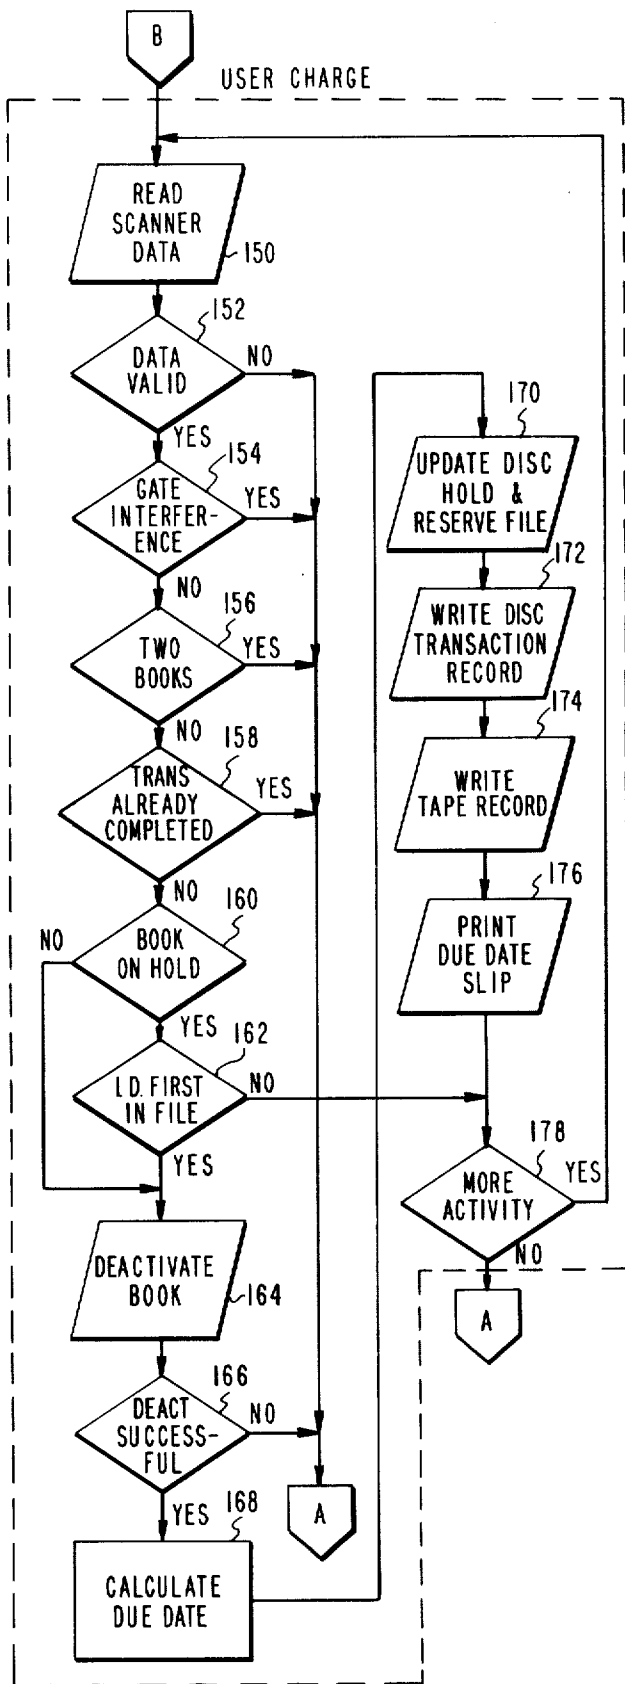 B
USER CHARGE
READ
SCANNER
DATA
150
152
DATA
VALID
NO
YES
154
GATE
INTERFER-
ENCE
YES
NO
156
TWO
BOOKS
YES
NO
158
TRANS
ALREADY
COMPLETED
YES
NO
160
BOOK
ON HOLD
NO
YES
162
I.D. FIRST
IN FILE
NO
YES
DEACTIVATE
BOOK
164
166
DEACT
SUCCESS-
FUL
NO
YES
A
168
CALCULATE
DUE DATE
170
UPDATE DISC
HOLD &
RESERVE FILE
172
WRITE DISC
TRANSACTION
RECORD
174
WRITE
TAPE RECORD
176
PRINT
DUE DATE
SLIP
178
MORE
ACTIVITY
YES
NO
A